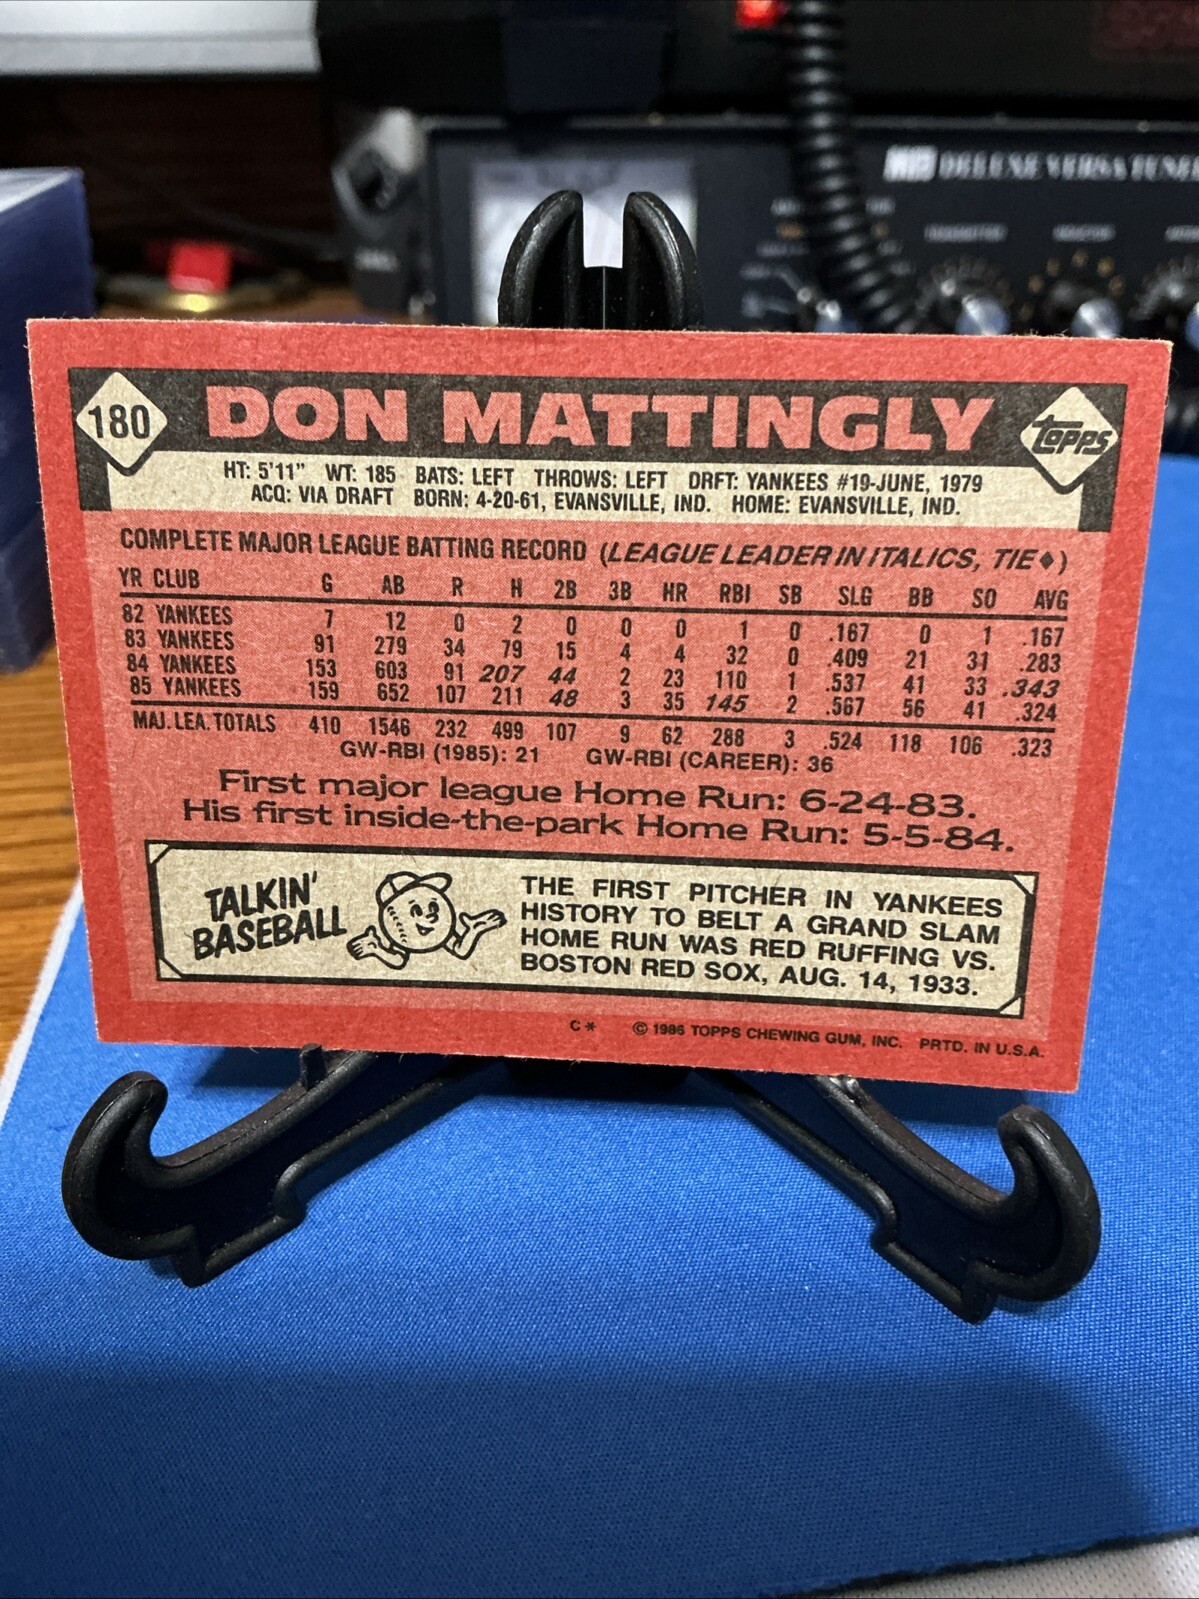 MFJ DELUXE VERSA TUNER
180
DON MATTINGLY
topps
HT: 5'11" WT: 185 BATS: LEFT THROWS: LEFT DRFT: YANKEES #19-JUNE, 1979
ACQ: VIA DRAFT BORN: 4-20-61, EVANSVILLE, IND. HOME: EVANSVILLE, IND.
COMPLETE MAJOR LEAGUE BATTING RECORD (LEAGUE LEADER IN ITALICS, TIE♦)
YR CLUB G AB R H 2B 3B HR RBI SB SLG BB SO AVG
82 YANKEES 7 12 0 2 0 0 0 1 0 .167 0 1 .167
83 YANKEES 91 279 34 79 15 4 4 32 0 .409 21 31 .283
84 YANKEES 153 603 91 207 44 2 23 110 1 .537 41 33 .343
85 YANKEES 159 652 107 211 48 3 35 145 2 .567 56 41 .324
MAJ. LEA. TOTALS 410 1546 232 499 107 9 62 288 3 .524 118 106 .323
GW-RBI (1985): 21 GW-RBI (CAREER): 36
First major league Home Run: 6-24-83.
His first inside-the-park Home Run: 5-5-84.
TALKIN'
BASEBALL
THE FIRST PITCHER IN YANKEES
HISTORY TO BELT A GRAND SLAM
HOME RUN WAS RED RUFFING VS.
BOSTON RED SOX, AUG. 14, 1933.
C* © 1986 TOPPS CHEWING GUM, INC. PRTD. IN U.S.A.